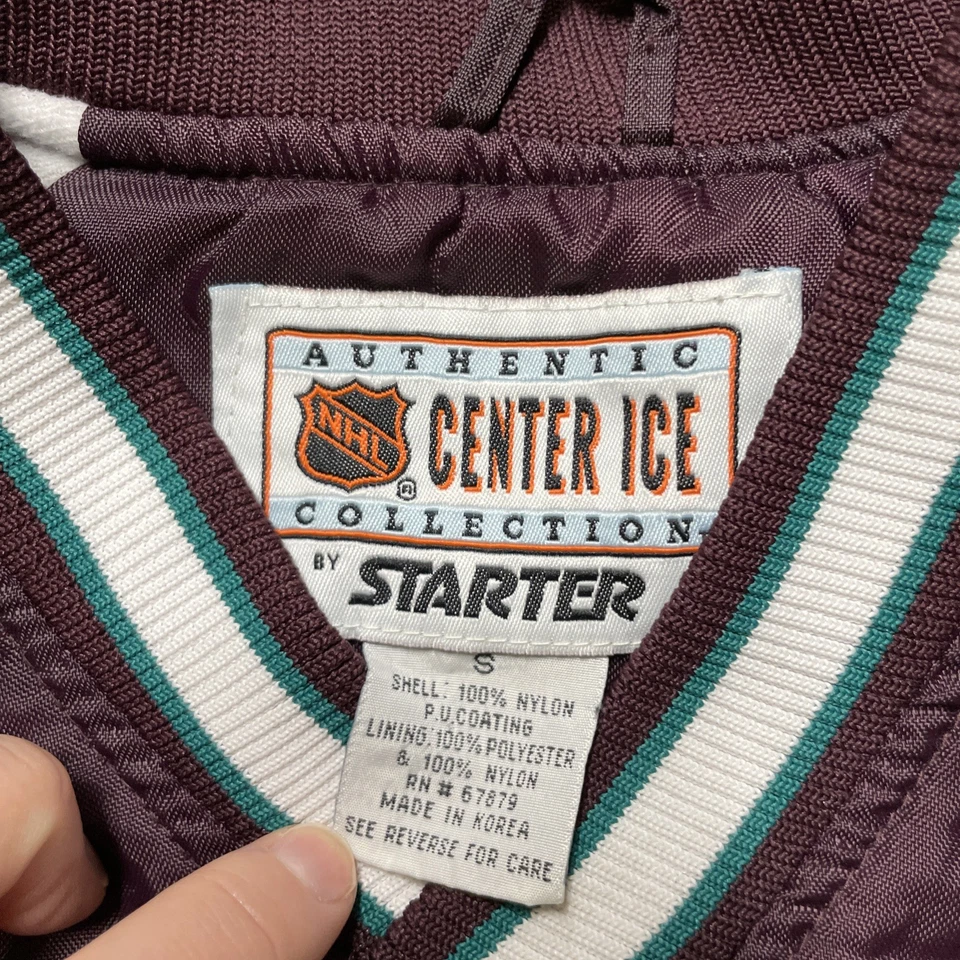 AUTHENTIC
NHL ® CENTER ICE
COLLECTION
BY STARTER
S
SHELL: 100% NYLON
P.U.COATING
LINING:100% POLYESTER
& 100% NYLON
RN # 67879
MADE IN KOREA
SEE REVERSE FOR CARE